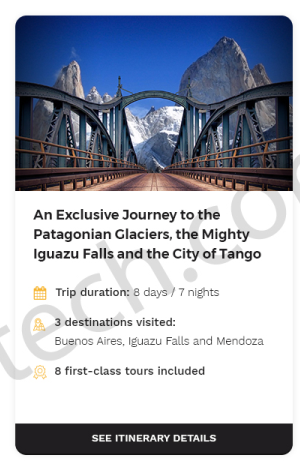 An Exclusive Journey to the
Patagonian Glaciers, the Mighty
Iguazu Falls and the City of Tango
Trip duration: 8 days / 7 nights
3 destinations visited:
Buenos Aires, Iguazu Falls and Mendoza
8 first-class tours included
SEE ITINERARY DETAILS
tech.co